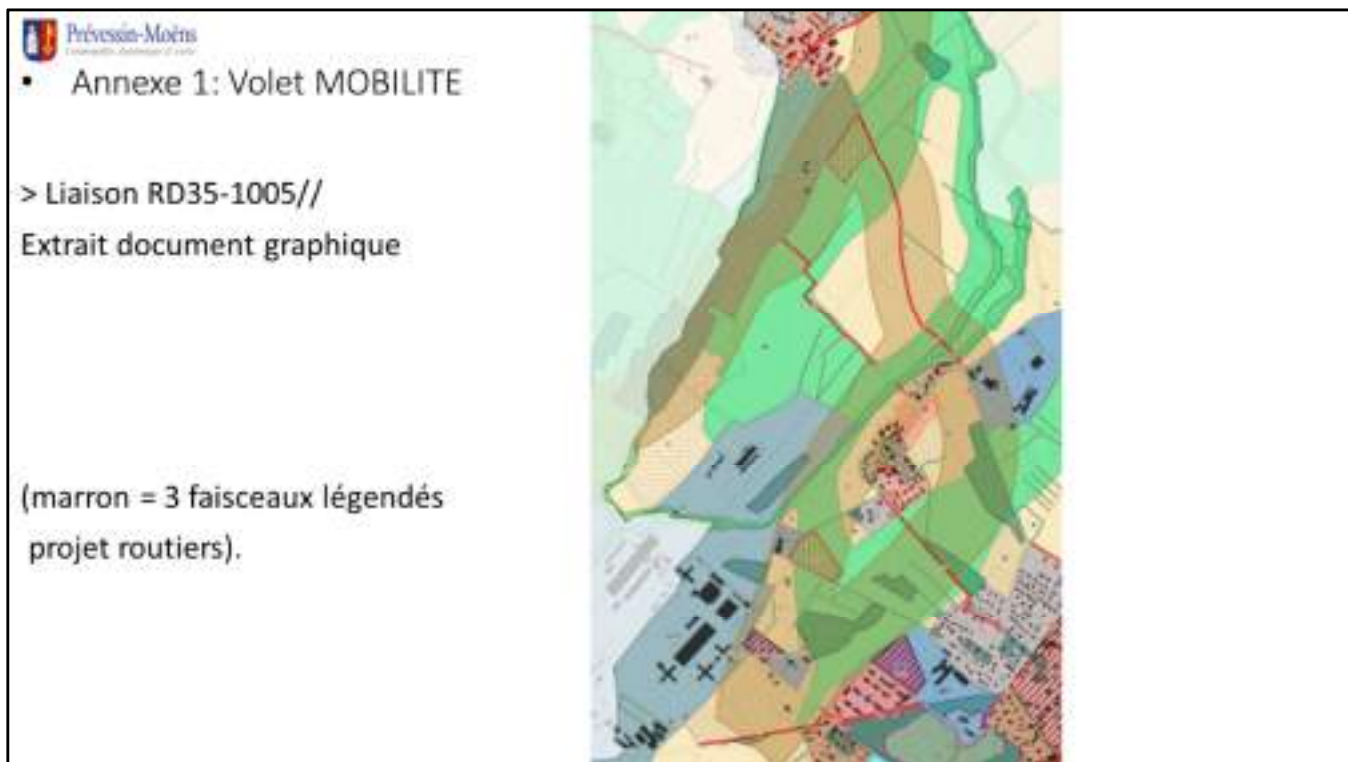 Prévessin-Moëns
• Annexe 1: Volet MOBILITE
> Liaison RD35-1005//
Extrait document graphique
(marron = 3 faisceaux légendés
projet routiers).